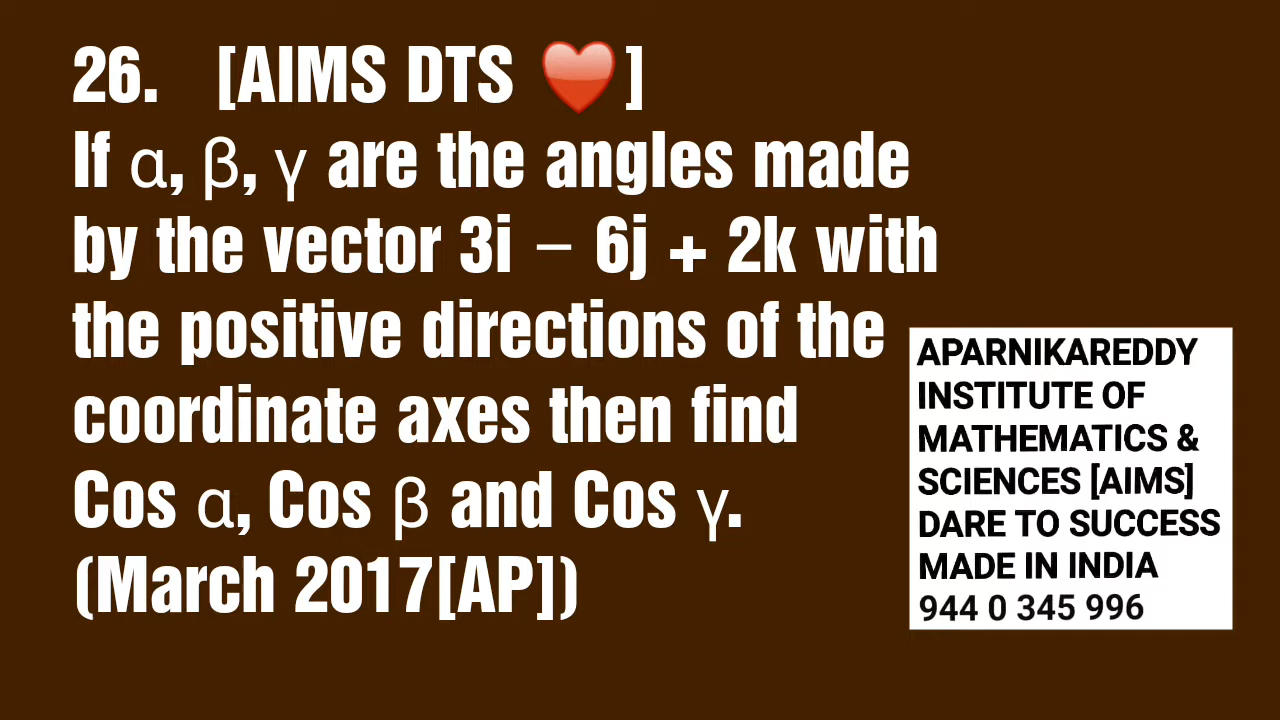 26. [AIMS DTS ❤️]
If α, β, γ are the angles made
by the vector 3i − 6j + 2k with
the positive directions of the
coordinate axes then find
Cos α, Cos β and Cos γ.
(March 2017[AP])
APARNIKAREDDY
INSTITUTE OF
MATHEMATICS &
SCIENCES [AIMS]
DARE TO SUCCESS
MADE IN INDIA
944 0 345 996